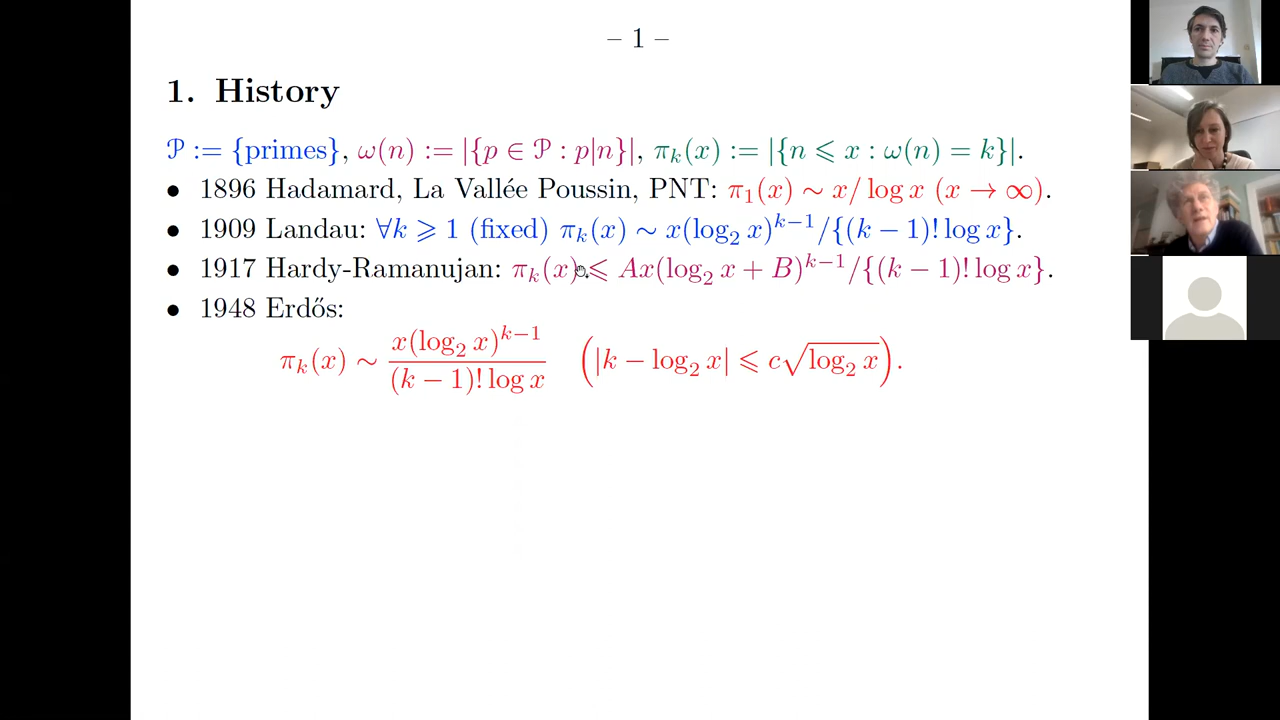 – 1 –
1. History
𝒫 := {primes}, ω(n) := |{p ∈ 𝒫 : p|n}|, π_k(x) := |{n ⩽ x : ω(n) = k}|.
• 1896 Hadamard, La Vallée Poussin, PNT: π_1(x) ∼ x/ log x (x → ∞).
• 1909 Landau: ∀k ⩾ 1 (fixed) π_k(x) ∼ x(log_2 x)^{k−1}/{(k − 1)! log x}.
• 1917 Hardy-Ramanujan: π_k(x) ⩽ Ax(log_2 x + B)^{k−1}/{(k − 1)! log x}.
• 1948 Erdős:
π_k(x) ∼ \frac{x(log_2 x)^{k−1}}{(k − 1)! log x} (|k − log_2 x| ⩽ c√{log_2 x}).